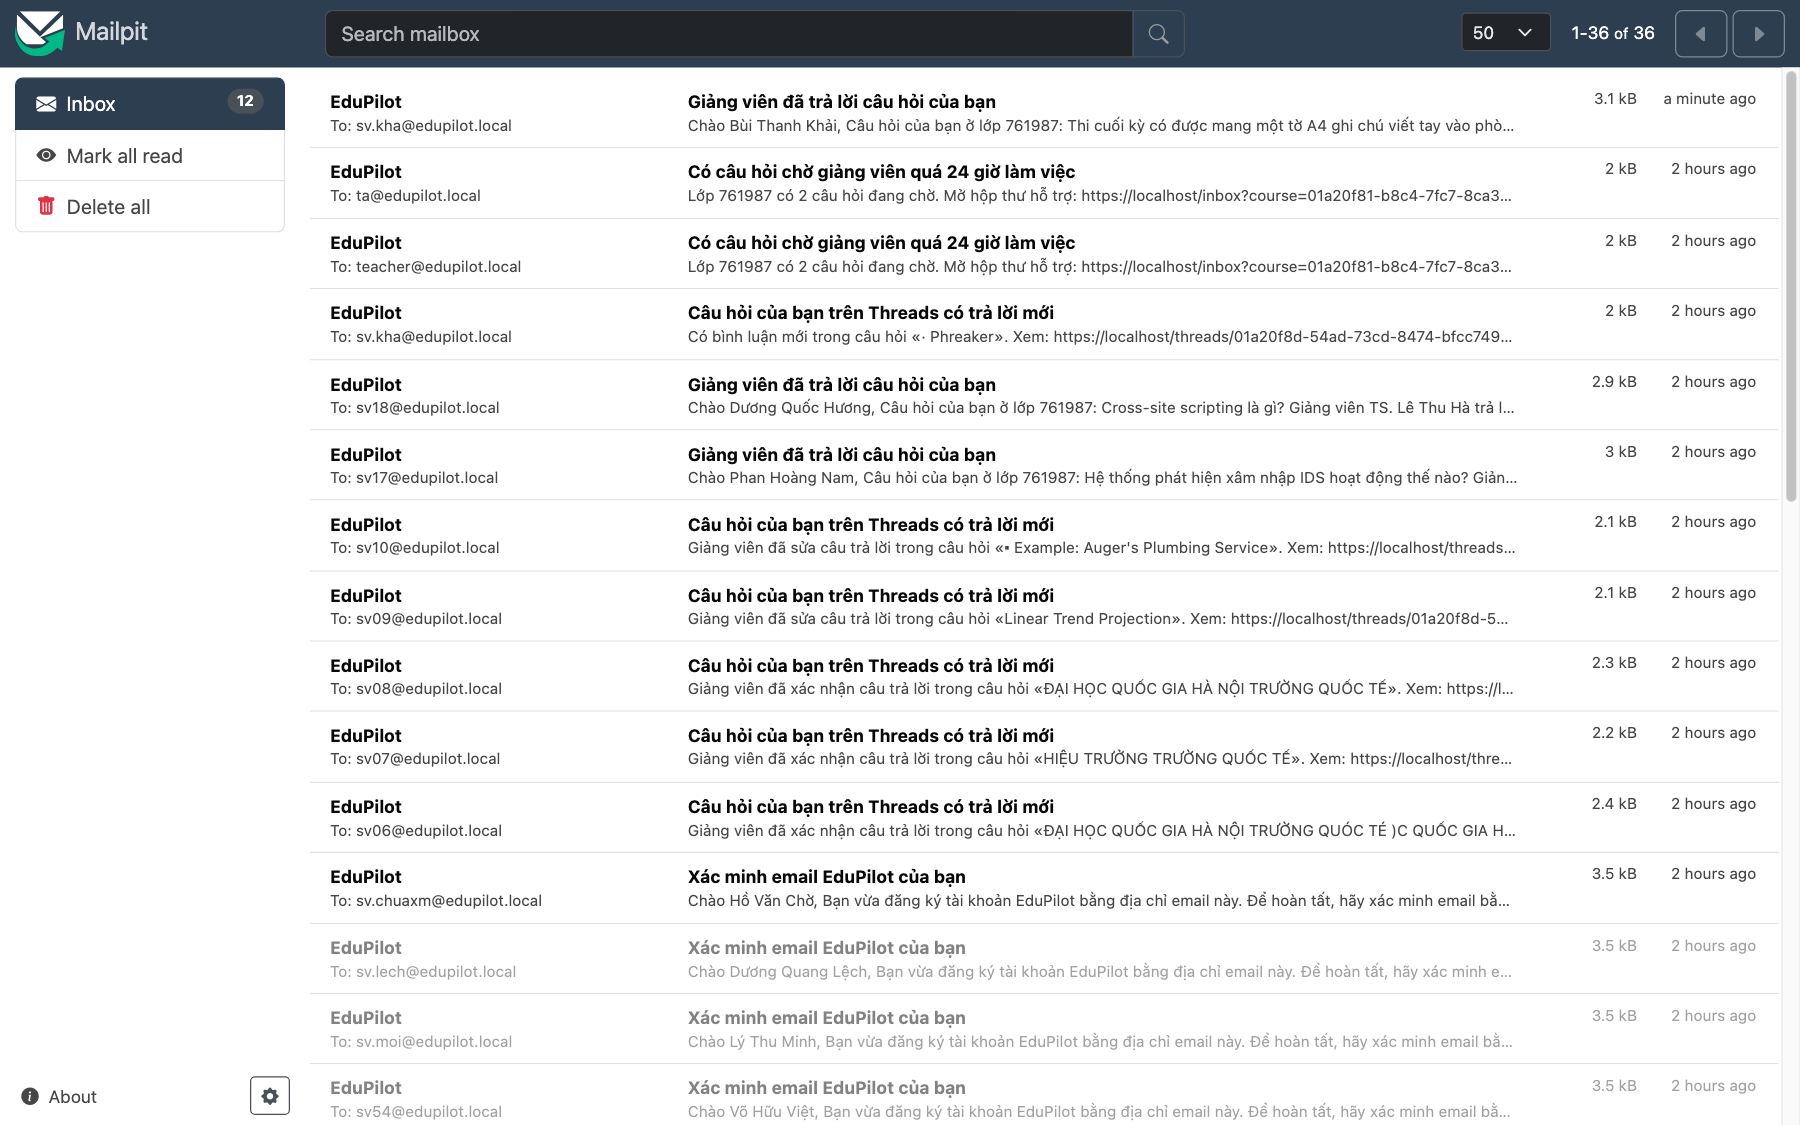 Mailpit
Search mailbox
50
1-36 of 36
Inbox
12
Mark all read
Delete all
EduPilot
To: sv.kha@edupilot.local
Giảng viên đã trả lời câu hỏi của bạn
Chào Bùi Thanh Khải, Câu hỏi của bạn ở lớp 761987: Thi cuối kỳ có được mang một tờ A4 ghi chú viết tay vào phò...
3.1 kB
a minute ago
EduPilot
To: ta@edupilot.local
Có câu hỏi chờ giảng viên quá 24 giờ làm việc
Lớp 761987 có 2 câu hỏi đang chờ. Mở hộp thư hỗ trợ: https://localhost/inbox?course=01a20f81-b8c4-7fc7-8ca3...
2 kB
2 hours ago
EduPilot
To: teacher@edupilot.local
Có câu hỏi chờ giảng viên quá 24 giờ làm việc
Lớp 761987 có 2 câu hỏi đang chờ. Mở hộp thư hỗ trợ: https://localhost/inbox?course=01a20f81-b8c4-7fc7-8ca3...
2 kB
2 hours ago
EduPilot
To: sv.kha@edupilot.local
Câu hỏi của bạn trên Threads có trả lời mới
Có bình luận mới trong câu hỏi «· Phreaker». Xem: https://localhost/threads/01a20f8d-54ad-73cd-8474-bfcc749...
2 kB
2 hours ago
EduPilot
To: sv18@edupilot.local
Giảng viên đã trả lời câu hỏi của bạn
Chào Dương Quốc Hương, Câu hỏi của bạn ở lớp 761987: Cross-site scripting là gì? Giảng viên TS. Lê Thu Hà trả l...
2.9 kB
2 hours ago
EduPilot
To: sv17@edupilot.local
Giảng viên đã trả lời câu hỏi của bạn
Chào Phan Hoàng Nam, Câu hỏi của bạn ở lớp 761987: Hệ thống phát hiện xâm nhập IDS hoạt động thế nào? Giản...
3 kB
2 hours ago
EduPilot
To: sv10@edupilot.local
Câu hỏi của bạn trên Threads có trả lời mới
Giảng viên đã sửa câu trả lời trong câu hỏi «▪ Example: Auger's Plumbing Service». Xem: https://localhost/threads...
2.1 kB
2 hours ago
EduPilot
To: sv09@edupilot.local
Câu hỏi của bạn trên Threads có trả lời mới
Giảng viên đã sửa câu trả lời trong câu hỏi «Linear Trend Projection». Xem: https://localhost/threads/01a20f8d-5...
2.1 kB
2 hours ago
EduPilot
To: sv08@edupilot.local
Câu hỏi của bạn trên Threads có trả lời mới
Giảng viên đã xác nhận câu trả lời trong câu hỏi «ĐẠI HỌC QUỐC GIA HÀ NỘI TRƯỜNG QUỐC TẾ». Xem: https://l...
2.3 kB
2 hours ago
EduPilot
To: sv07@edupilot.local
Câu hỏi của bạn trên Threads có trả lời mới
Giảng viên đã xác nhận câu trả lời trong câu hỏi «HIỆU TRƯỞNG TRƯỜNG QUỐC TẾ». Xem: https://localhost/thre...
2.2 kB
2 hours ago
EduPilot
To: sv06@edupilot.local
Câu hỏi của bạn trên Threads có trả lời mới
Giảng viên đã xác nhận câu trả lời trong câu hỏi «ĐẠI HỌC QUỐC GIA HÀ NỘI TRƯỜNG QUÓC TÉ )C QUỐC GIA H...
2.4 kB
2 hours ago
EduPilot
To: sv.chuaxm@edupilot.local
Xác minh email EduPilot của bạn
Chào Hồ Văn Chờ, Bạn vừa đăng ký tài khoản EduPilot bằng địa chỉ email này. Để hoàn tất, hãy xác minh email bằ...
3.5 kB
2 hours ago
EduPilot
To: sv.lech@edupilot.local
Xác minh email EduPilot của bạn
Chào Dương Quang Lệch, Bạn vừa đăng ký tài khoản EduPilot bằng địa chỉ email này. Để hoàn tất, hãy xác minh e...
3.5 kB
2 hours ago
EduPilot
To: sv.moi@edupilot.local
Xác minh email EduPilot của bạn
Chào Lý Thu Minh, Bạn vừa đăng ký tài khoản EduPilot bằng địa chỉ email này. Để hoàn tất, hãy xác minh email bằ...
3.5 kB
2 hours ago
EduPilot
To: sv54@edupilot.local
Xác minh email EduPilot của bạn
Chào Võ Hữu Việt, Bạn vừa đăng ký tài khoản EduPilot bằng địa chỉ email này. Để hoàn tất, hãy xác minh email bằ...
3.5 kB
2 hours ago
About